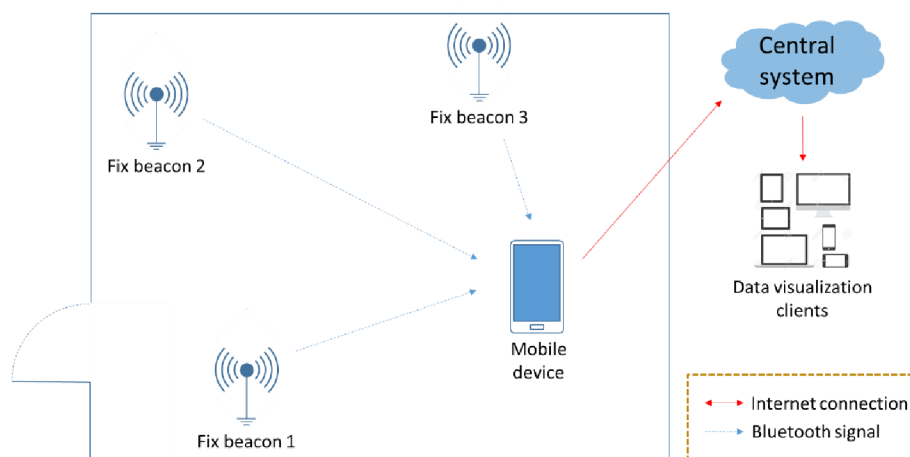 Central
system
Fix beacon 3
Fix beacon 2
Data visualization
clients
Mobile
device
Fix beacon 1
Internet connection
Bluetooth signal